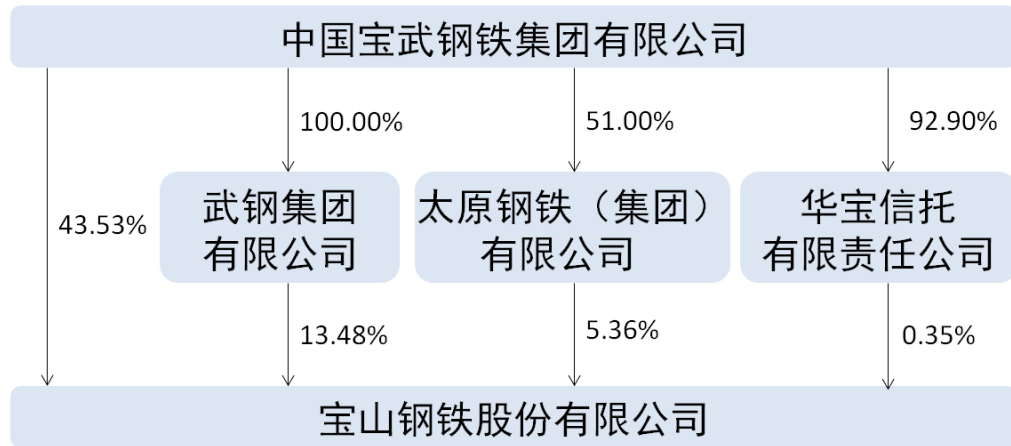 中国宝武钢铁集团有限公司
100.00%
51.00%
92.90%
43.53%
武钢集团
有限公司
太原钢铁（集团）
有限公司
华宝信托
有限责任公司
13.48%
5.36%
0.35%
宝山钢铁股份有限公司